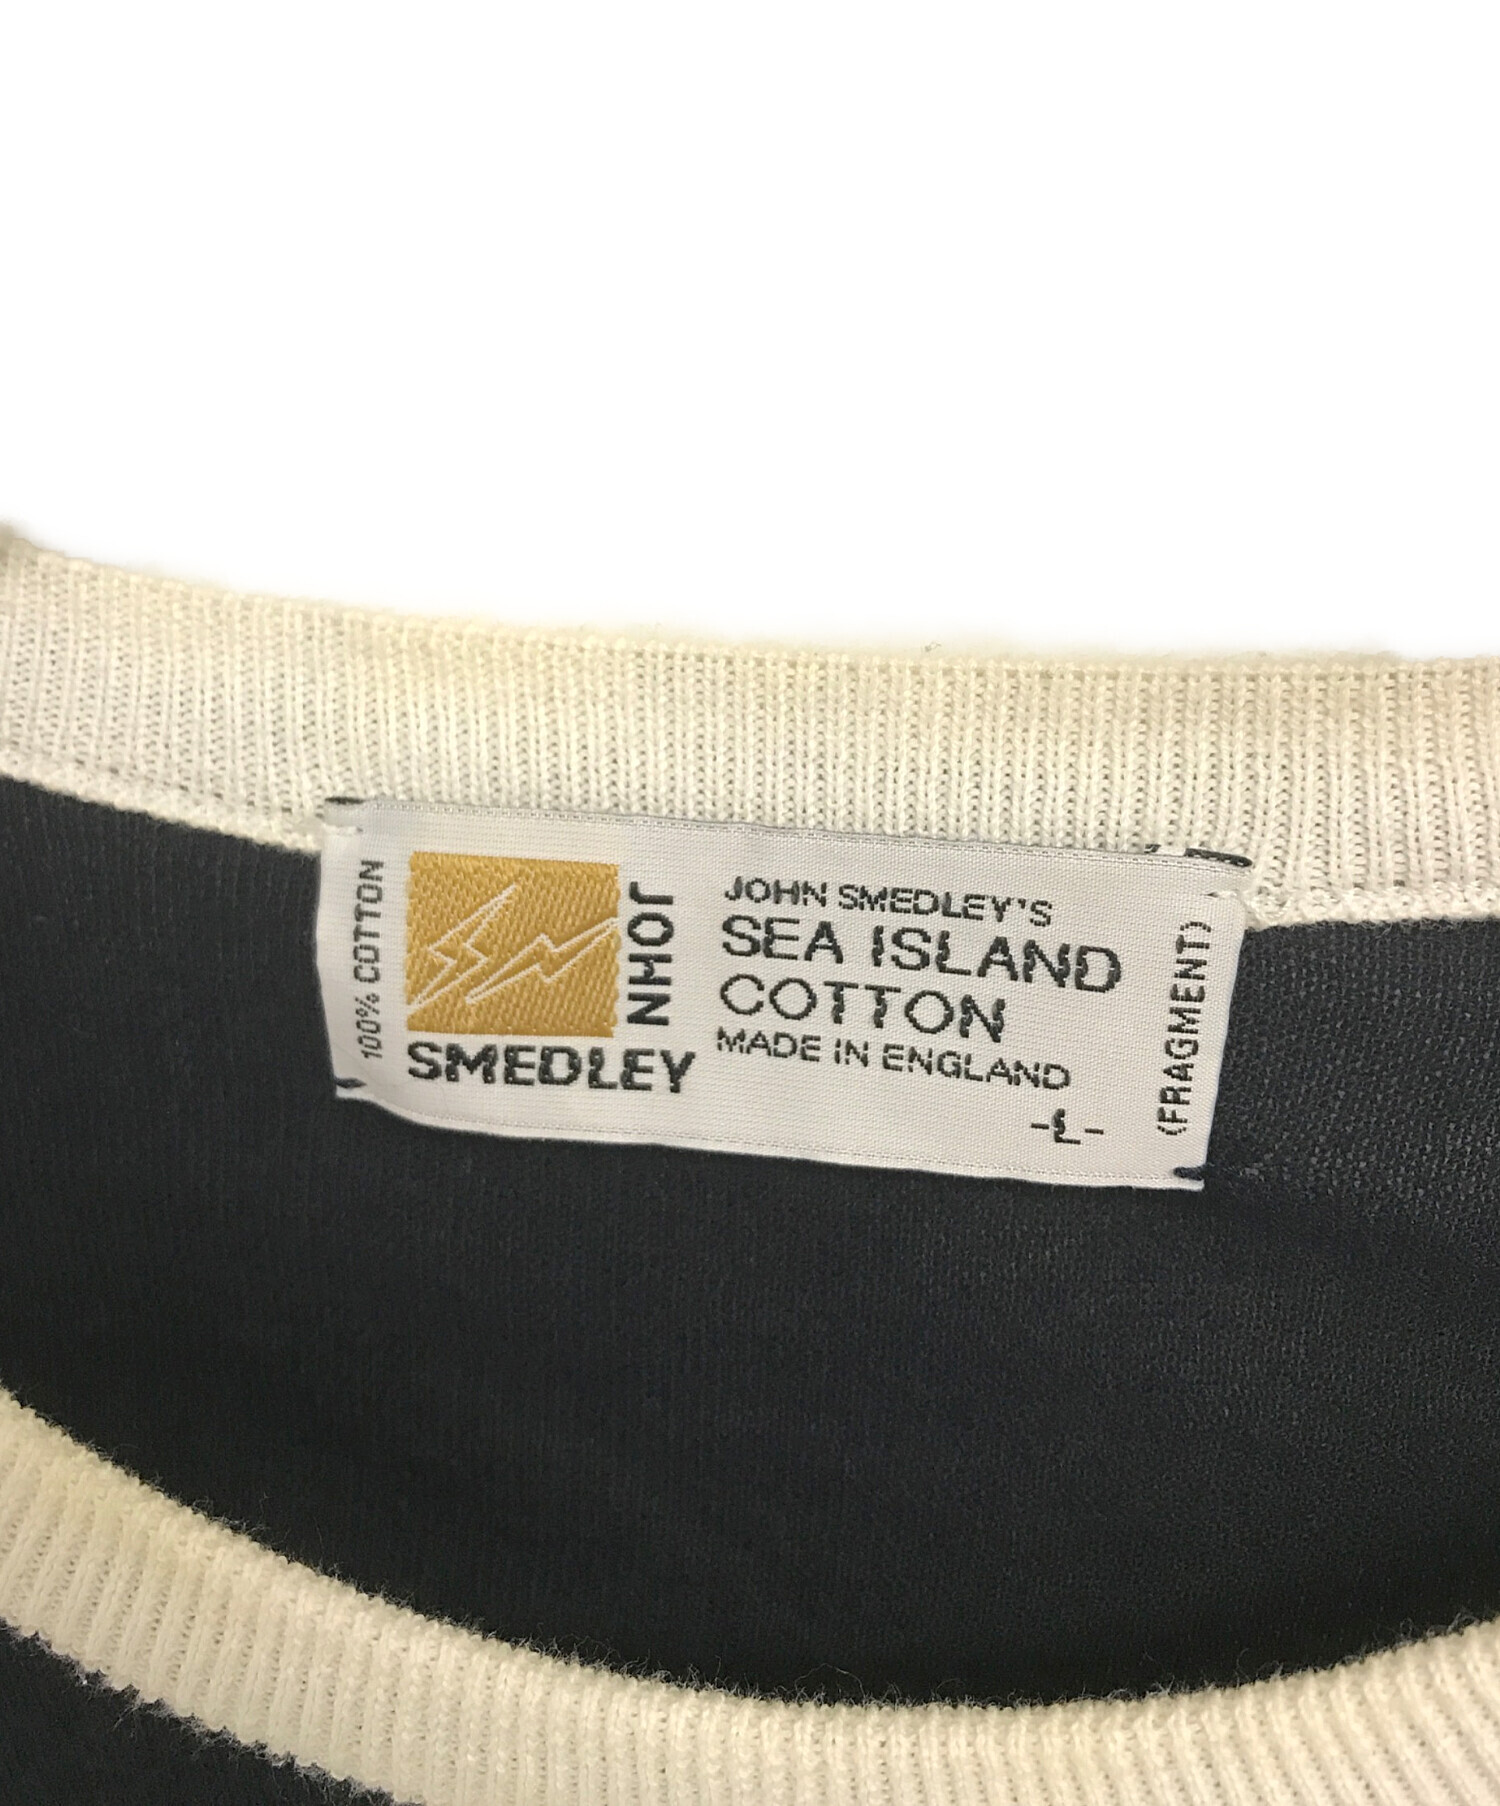 100% COTTON
JOHN
SMEDLEY
JOHN SMEDLEY'S
SEA ISLAND
COTTON
MADE IN ENGLAND
-L-
(FRAGMENT)